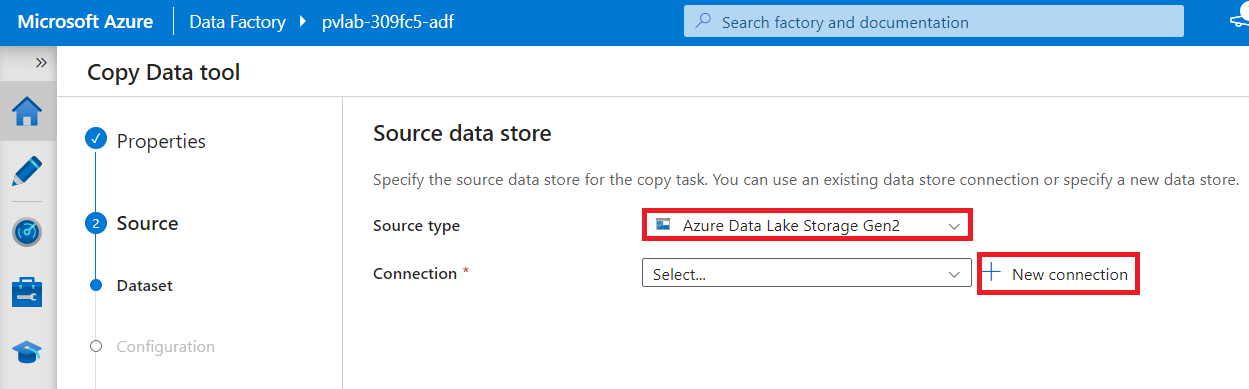 Microsoft Azure Data Factory pvlab-309fc5-adf Search factory and documentation
Copy Data tool
Properties
2 Source
Dataset
Configuration
Source data store
Specify the source data store for the copy task. You can use an existing data store connection or specify a new data store.
Source type Azure Data Lake Storage Gen2
Connection * Select... New connection